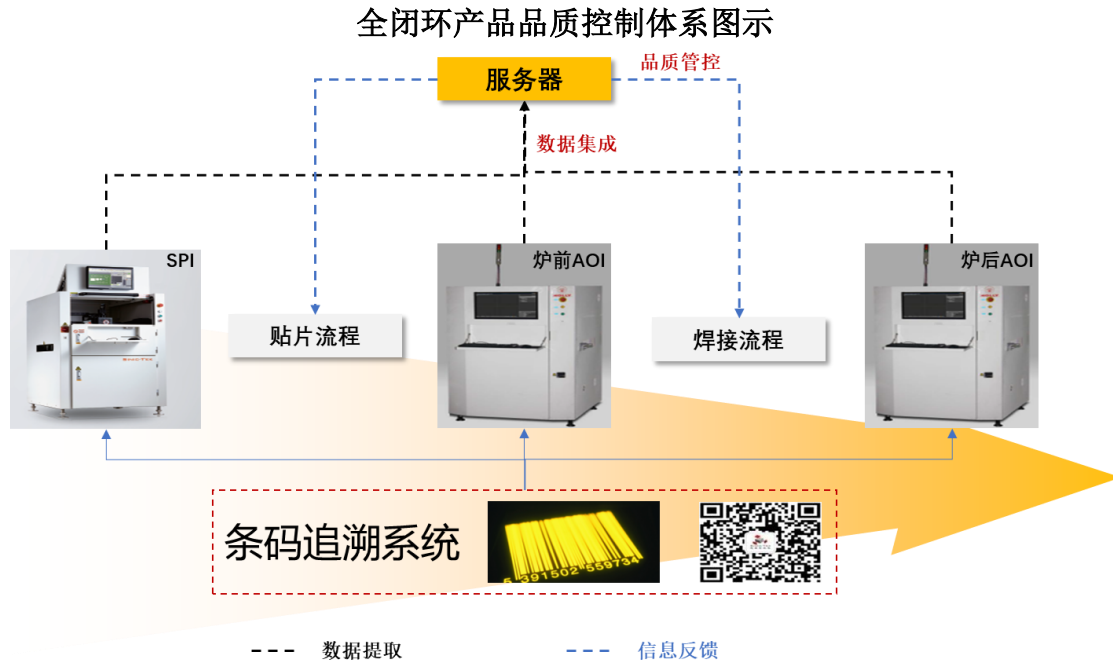 全闭环产品品质控制体系图示
品质管控
服务器
数据集成
SPI
炉前AOI
炉后AOI
贴片流程
焊接流程
条码追溯系统
5 391502 559734
数据提取
信息反馈